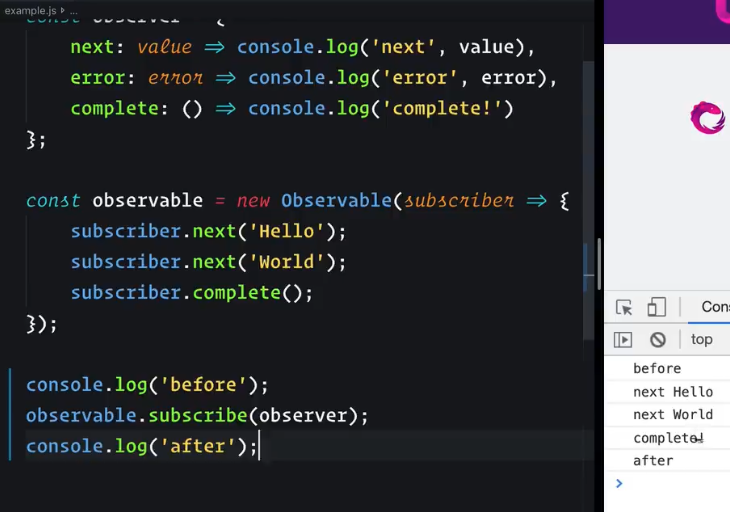 example.js › ...
const observer = {
next: value => console.log('next', value),
error: error => console.log('error', error),
complete: () => console.log('complete!')
};
const observable = new Observable(subscriber => {
subscriber.next('Hello');
subscriber.next('World');
subscriber.complete();
});
console.log('before');
observable.subscribe(observer);
console.log('after');
Con
top
before
next Hello
next World
complete!
after